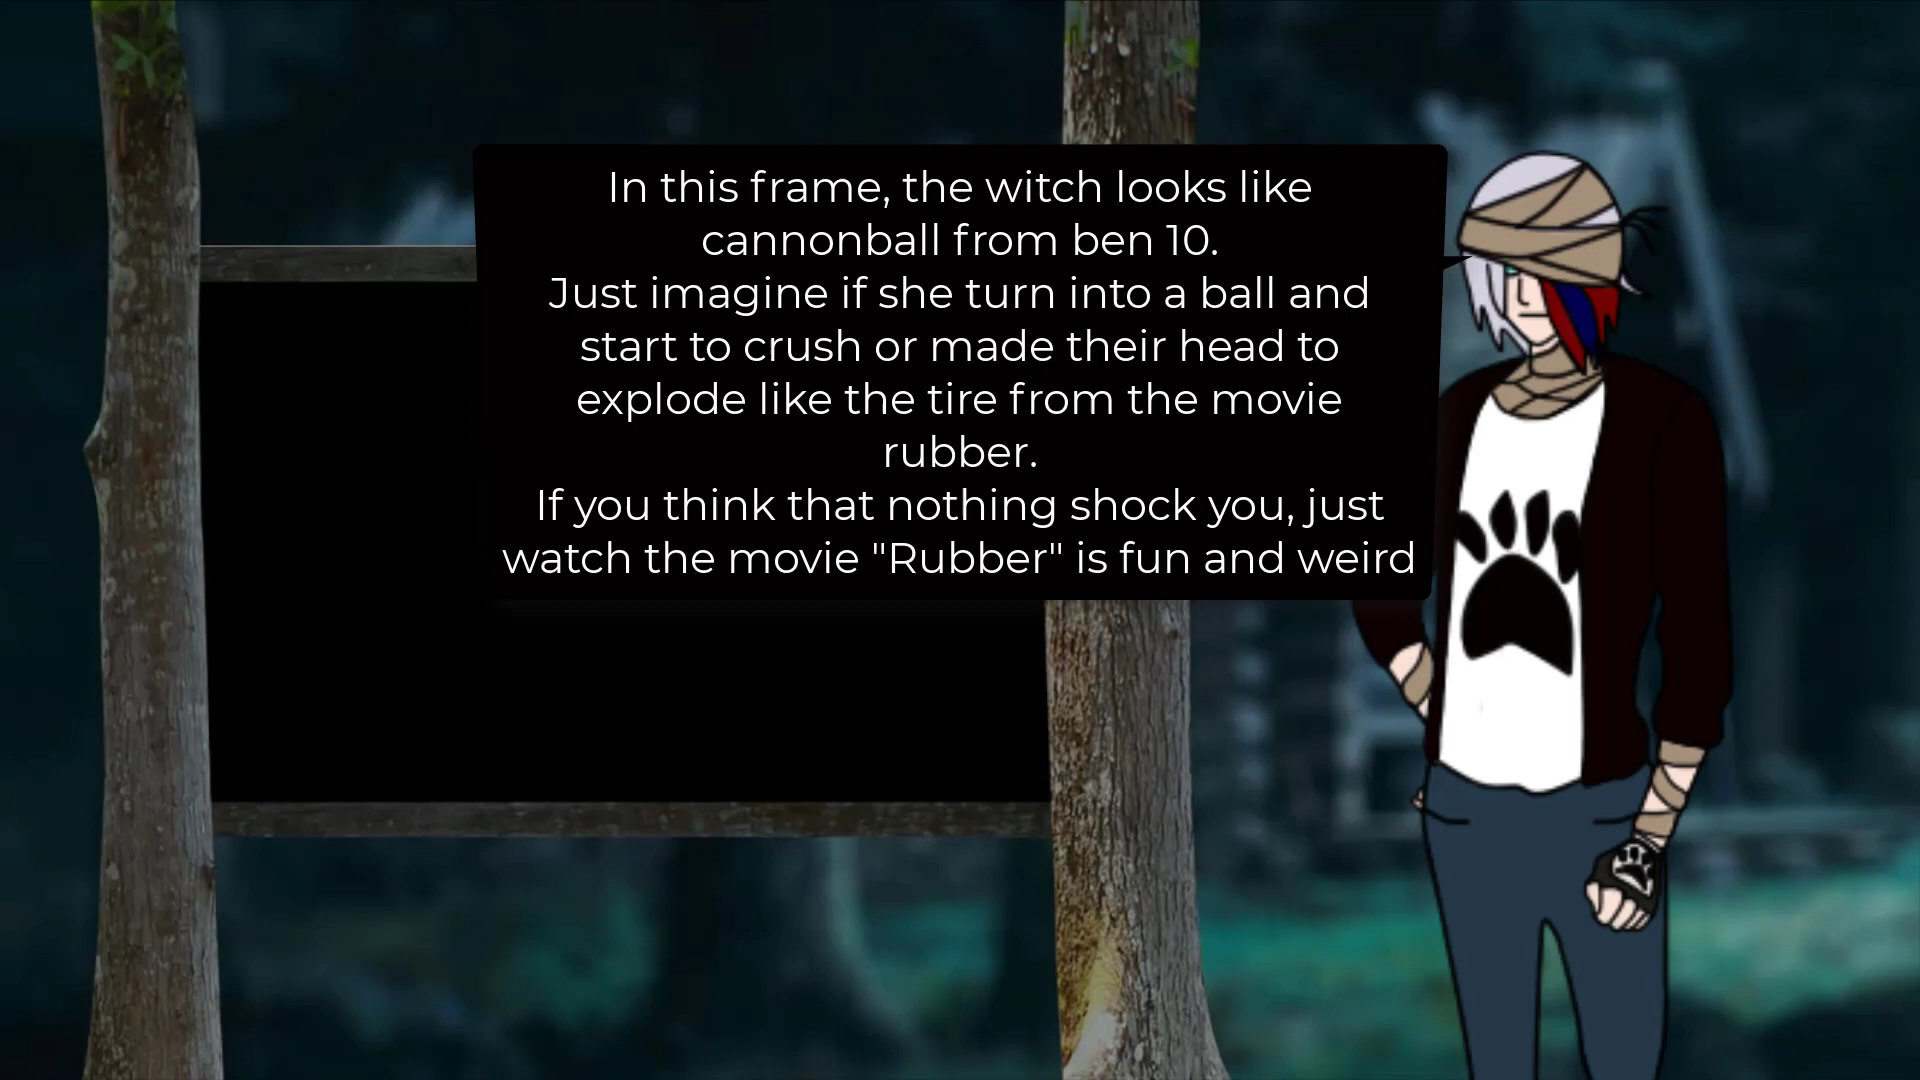 In this frame, the witch looks like
cannonball from ben 10.
Just imagine if she turn into a ball and
start to crush or made their head to
explode like the tire from the movie
rubber.
If you think that nothing shock you, just
watch the movie "Rubber" is fun and weird